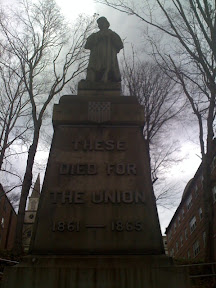 THESE
DIED FOR
THE UNION
1861 — 1865